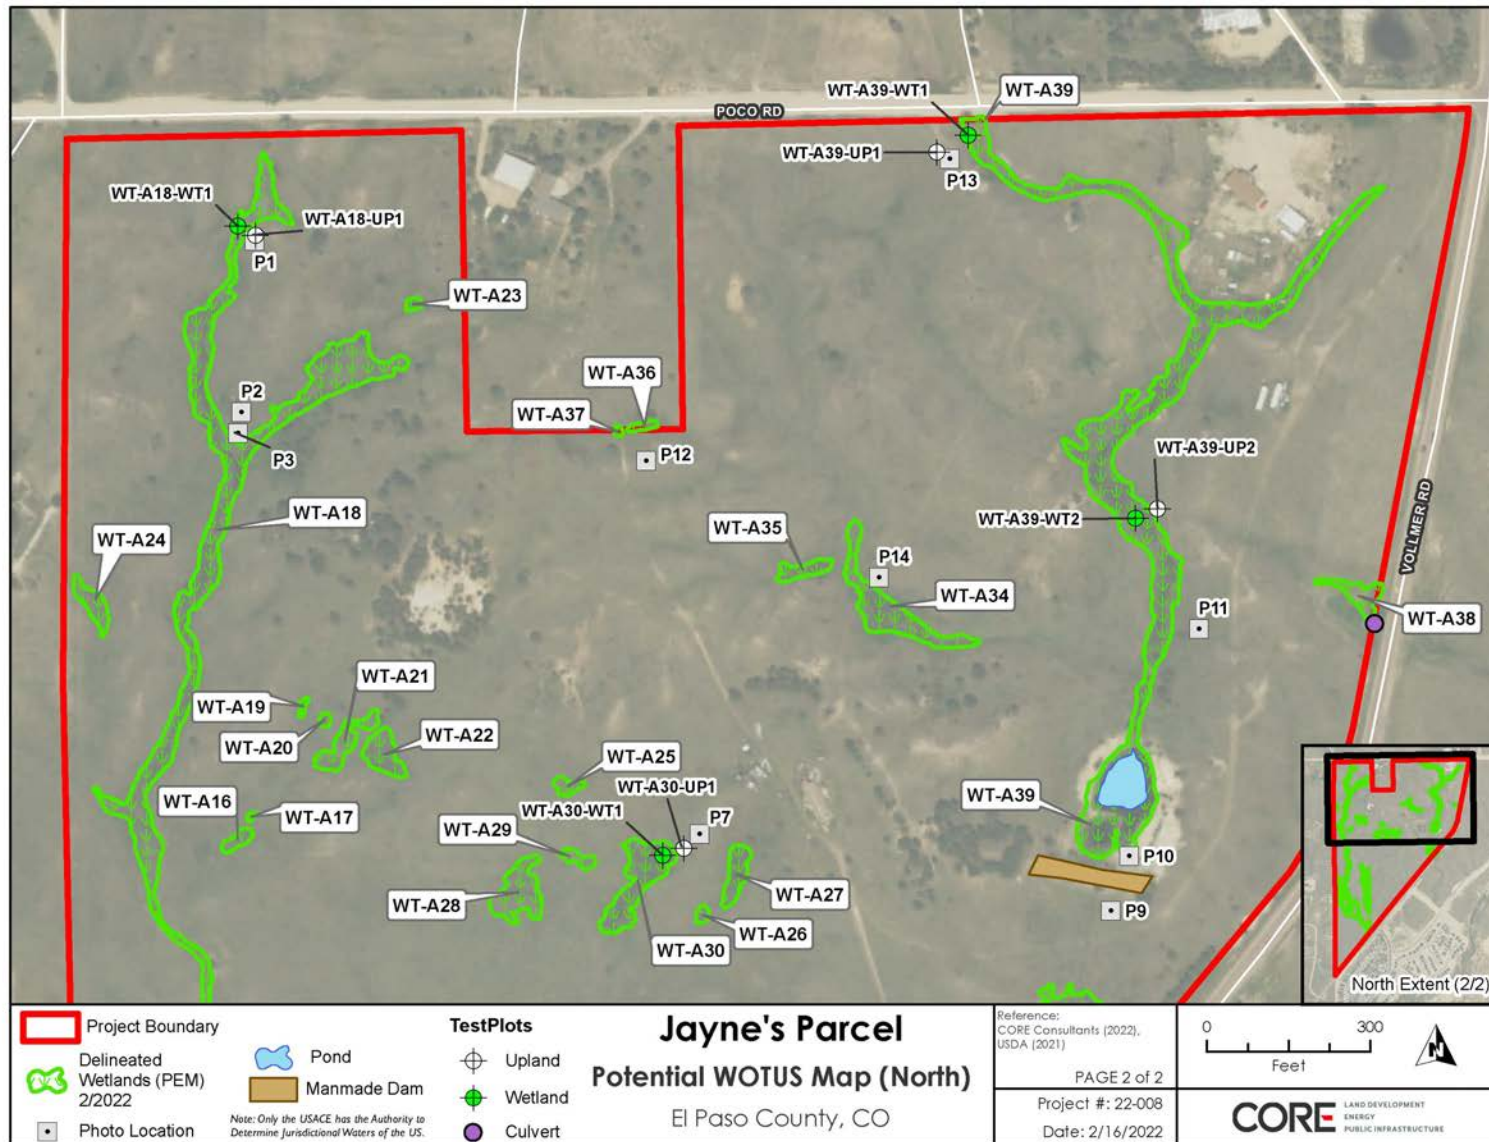 POCO RD
WT-A39-WT1
WT-A39
WT-A39-UP1
P13
WT-A18-WT1
WT-A18-UP1
P1
WT-A23
WT-A36
WT-A37
P2
P3
P12
WT-A39-UP2
WT-A18
WT-A39-WT2
VOLLMER RD
WT-A24
WT-A35
P14
WT-A34
P11
WT-A38
WT-A21
WT-A19
WT-A20
WT-A22
WT-A25
WT-A30-UP1
WT-A16
WT-A17
WT-A30-WT1
P7
WT-A39
WT-A29
P10
WT-A28
WT-A27
WT-A26
P9
WT-A30
North Extent (2/2)
Project Boundary
Delineated
Wetlands (PEM)
2/2022
Photo Location
Pond
Manmade Dam
Note: Only the USACE has the Authority to
Determine Jurisdictional Waters of the US.
TestPlots
Upland
Wetland
Culvert
Jayne's Parcel
Potential WOTUS Map (North)
El Paso County, CO
Reference:
CORE Consultants (2022),
USDA (2021)
PAGE 2 of 2
Project #: 22-008
Date: 2/16/2022
0 300
Feet
N
CORE
LAND DEVELOPMENT
ENERGY
PUBLIC INFRASTRUCTURE